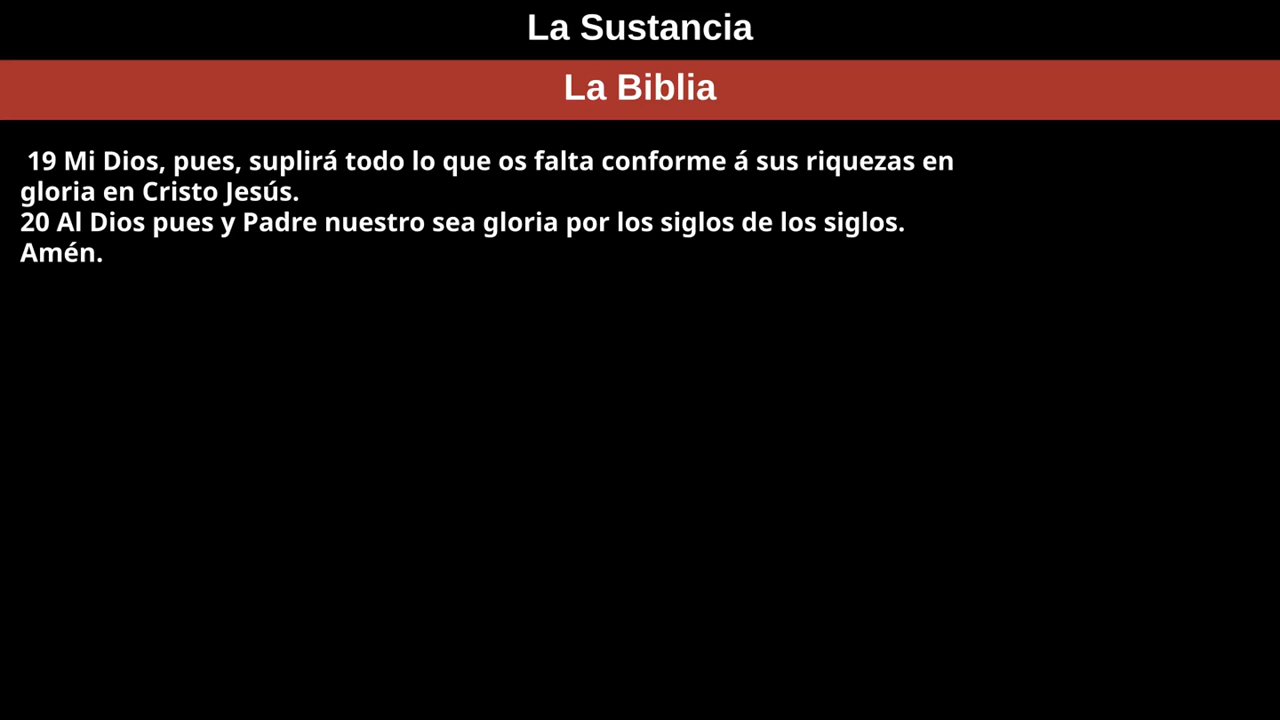 La Sustancia
La Biblia
19 Mi Dios, pues, suplirá todo lo que os falta conforme á sus riquezas en
gloria en Cristo Jesús.
20 Al Dios pues y Padre nuestro sea gloria por los siglos de los siglos.
Amén.